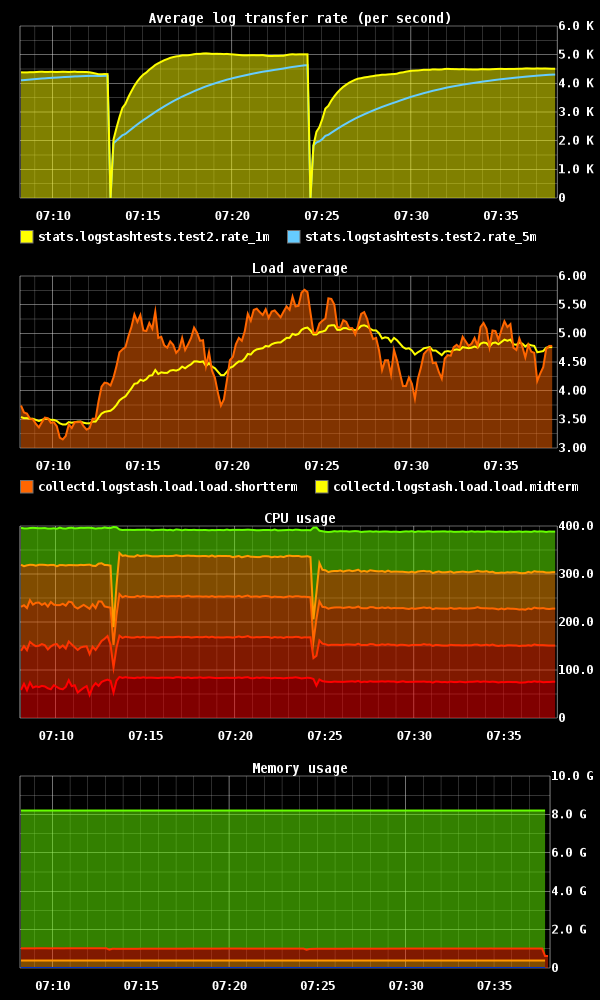 Average log transfer rate (per second)
6.0 K
5.0 K
4.0 K
3.0 K
2.0 K
1.0 K
0
07:10 07:15 07:20 07:25 07:30 07:35
stats.logstashtests.test2.rate_1m stats.logstashtests.test2.rate_5m
Load average
6.00
5.50
5.00
4.50
4.00
3.50
3.00
07:10 07:15 07:20 07:25 07:30 07:35
collectd.logstash.load.load.shortterm collectd.logstash.load.load.midterm
CPU usage
400.0
300.0
200.0
100.0
0
07:10 07:15 07:20 07:25 07:30 07:35
Memory usage
10.0 G
8.0 G
6.0 G
4.0 G
2.0 G
0
07:10 07:15 07:20 07:25 07:30 07:35